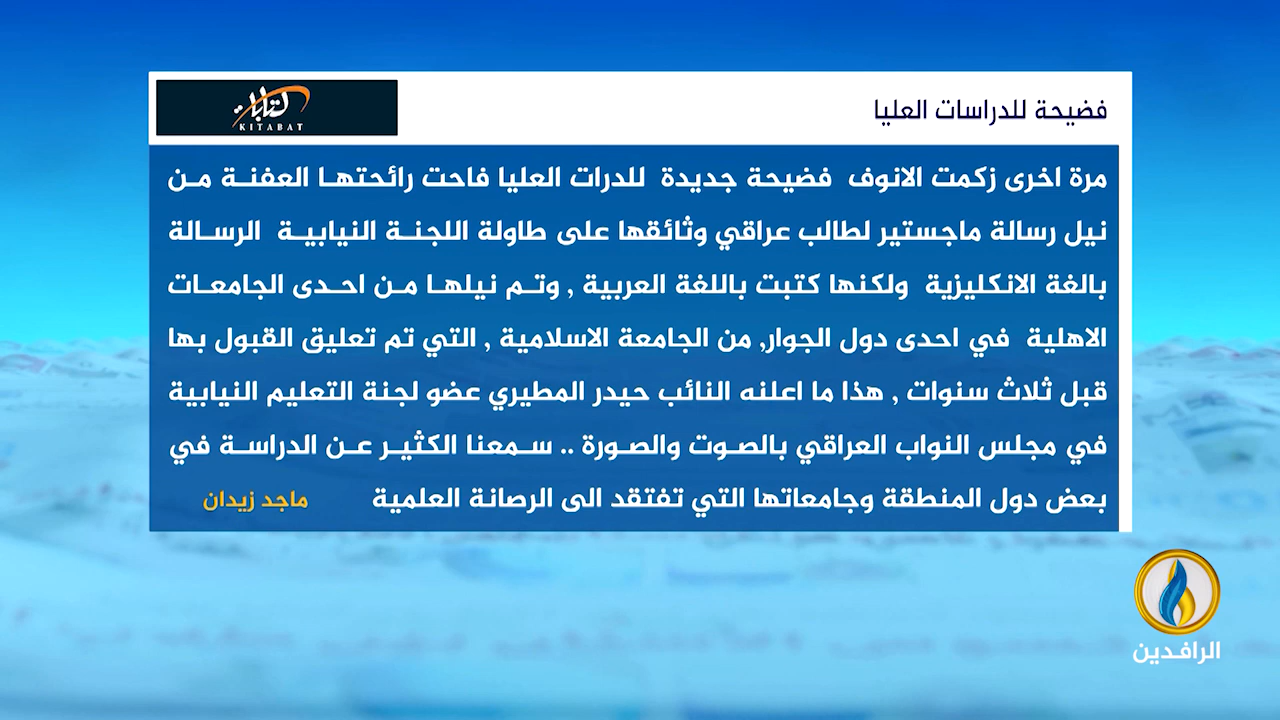 فضيحة للدراسات العليا
كتابات
KITABAT
مرة اخرى زكمت الانوف فضيحة جديدة للدرات العليا فاحت رائحتها العفنة من
نيل رسالة ماجستير لطالب عراقي وثائقها على طاولة اللجنة النيابية الرسالة
بالغة الانكليزية ولكنها كتبت باللغة العربية , وتم نيلها من احدى الجامعات
الاهلية في احدى دول الجوار, من الجامعة الاسلامية , التي تم تعليق القبول بها
قبل ثلاث سنوات , هذا ما اعلنه النائب حيدر المطيري عضو لجنة التعليم النيابية
في مجلس النواب العراقي بالصوت والصورة .. سمعنا الكثير عن الدراسة في
بعض دول المنطقة وجامعاتها التي تفتقد الى الرصانة العلمية ماجد زيدان
الرافدين